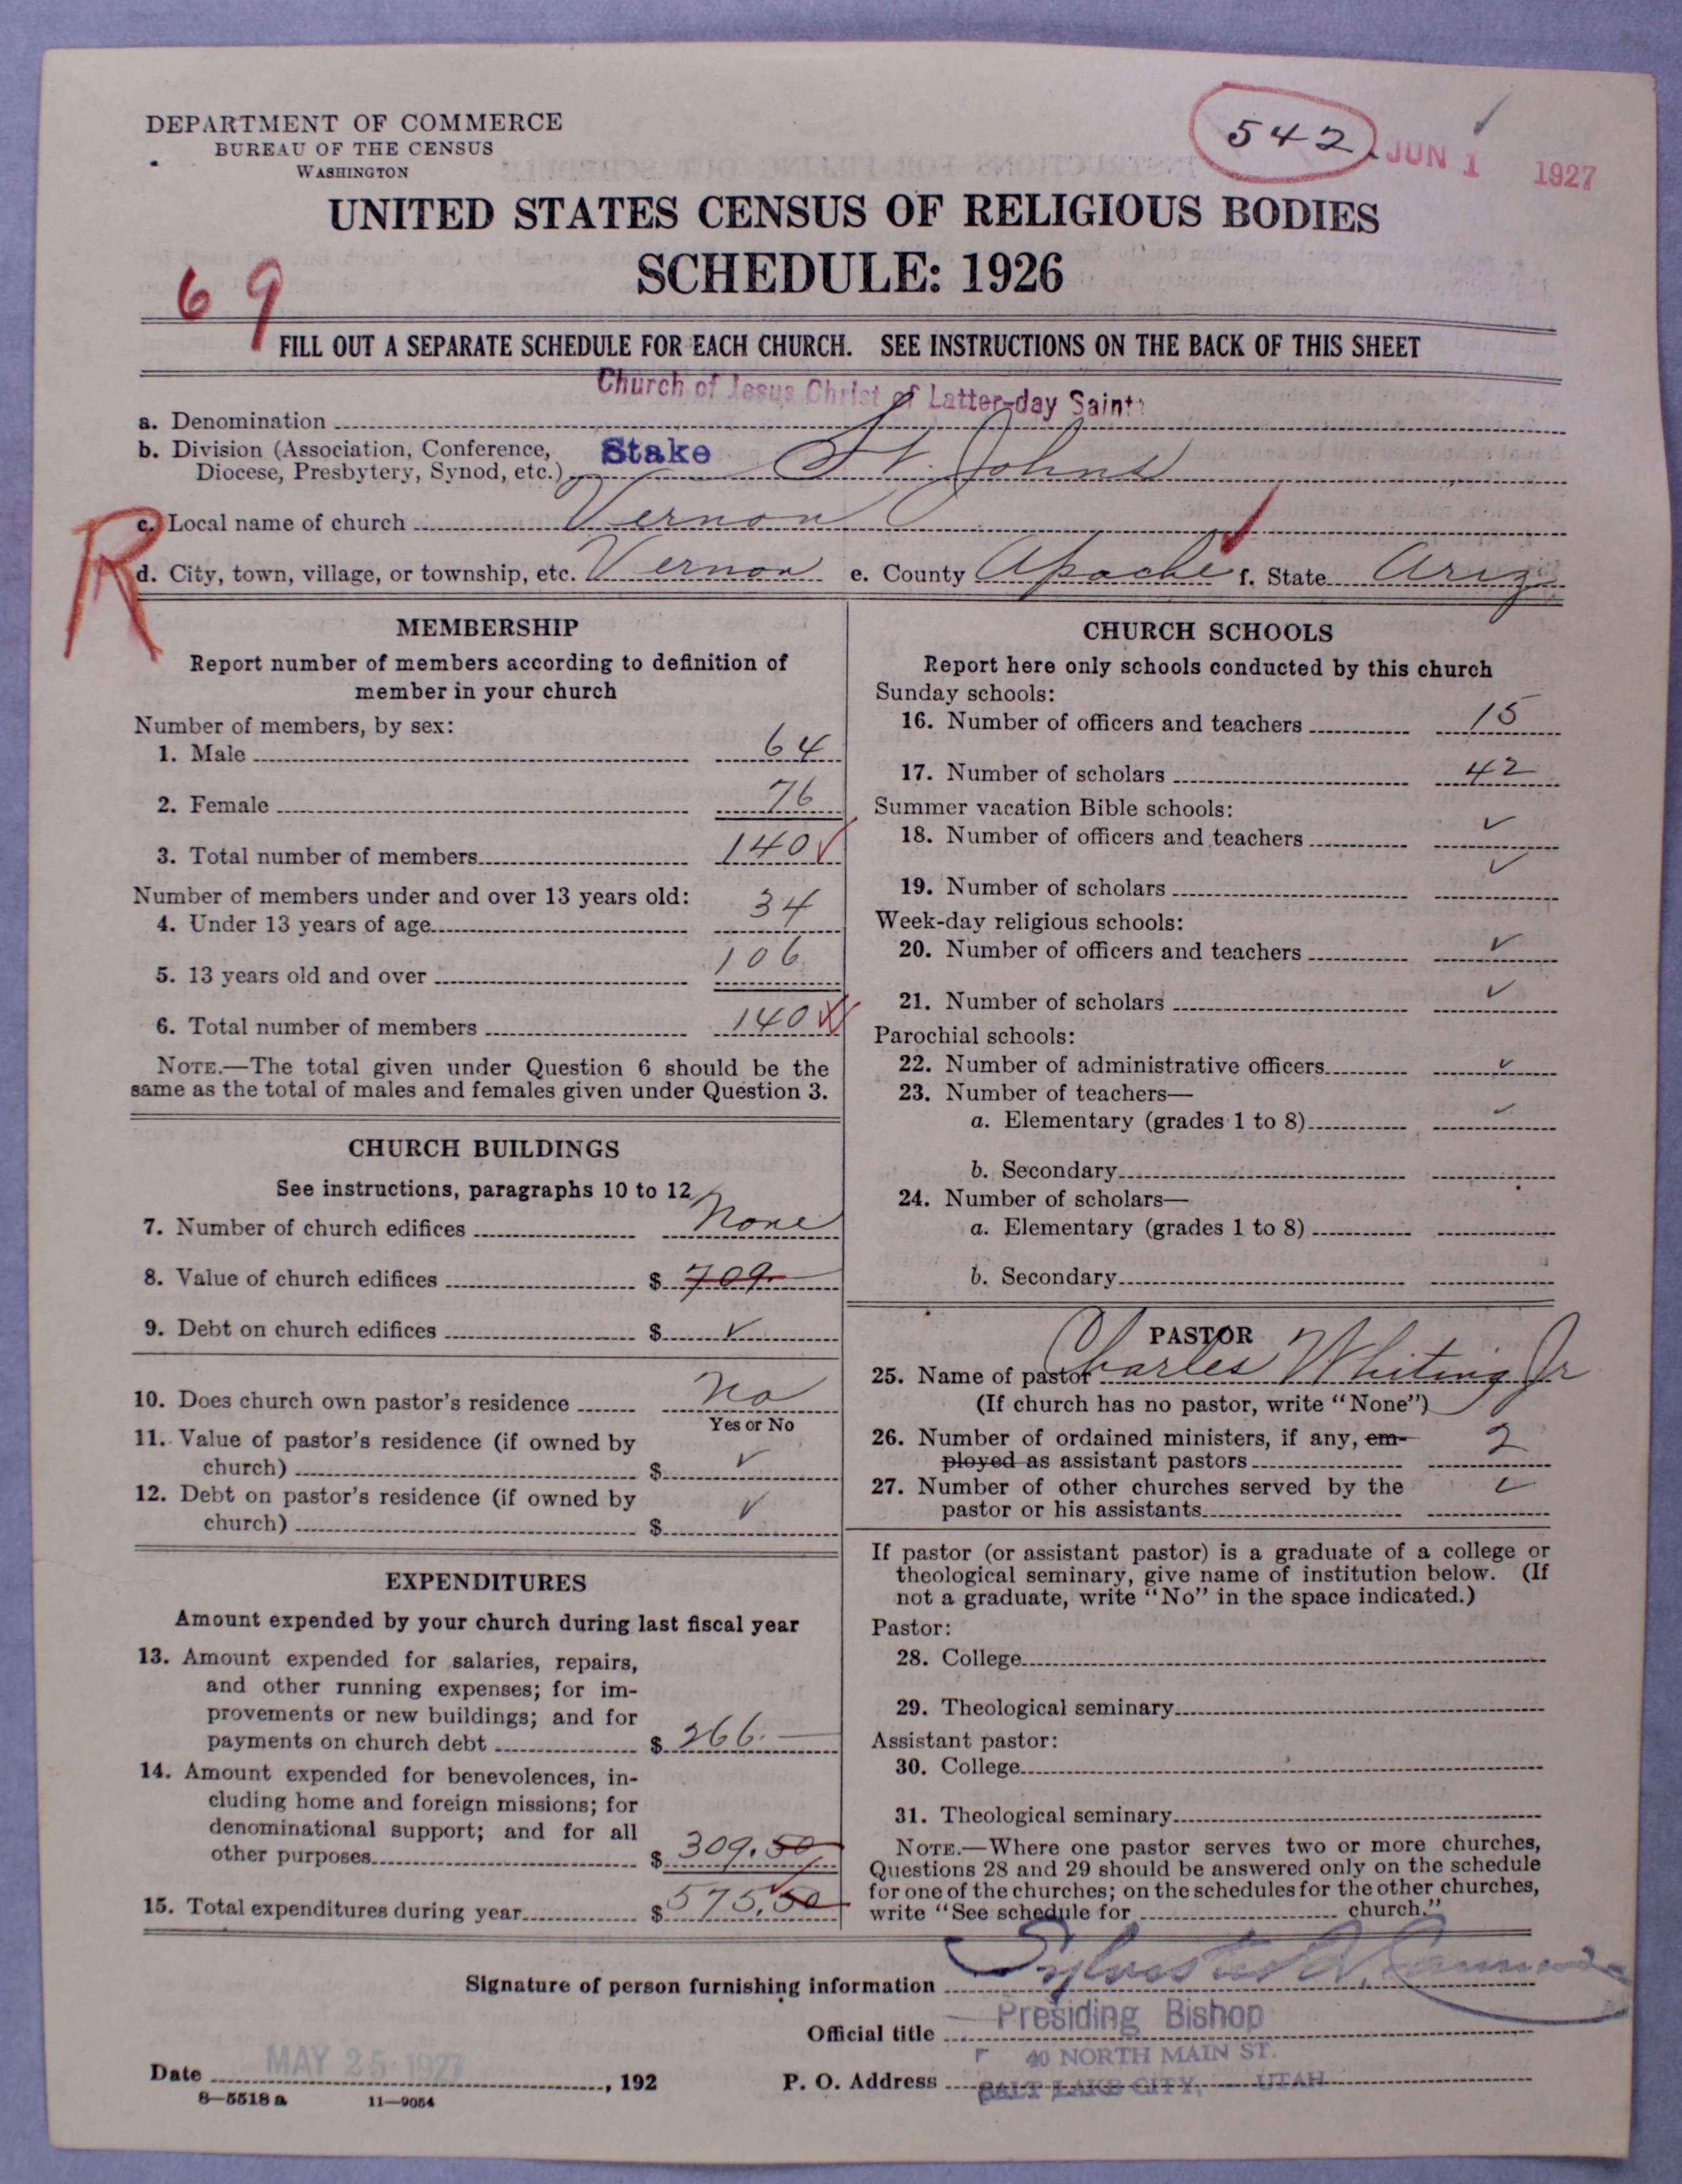 DEPARTMENT OF COMMERCE
BUREAU OF THE CENSUS
WASHINGTON
542
JUN 1 1927
UNITED STATES CENSUS OF RELIGIOUS BODIES
SCHEDULE: 1926
69
FILL OUT A SEPARATE SCHEDULE FOR EACH CHURCH. SEE INSTRUCTIONS ON THE BACK OF THIS SHEET
Church of Jesus Christ of Latter-day Saints
a. Denomination
b. Division (Association, Conference,
Diocese, Presbytery, Synod, etc.) Stake St. Johns
R
c. Local name of church Vernon
d. City, town, village, or township, etc. Vernon e. County Apache f. State Ariz
MEMBERSHIP
Report number of members according to definition of
member in your church
Number of members, by sex:
1. Male 64
2. Female 76
3. Total number of members 140 ✓
Number of members under and over 13 years old:
4. Under 13 years of age 34
5. 13 years old and over 106
6. Total number of members 140
NOTE.—The total given under Question 6 should be the
same as the total of males and females given under Question 3.
CHURCH BUILDINGS
See instructions, paragraphs 10 to 12
7. Number of church edifices None
8. Value of church edifices $ 709.
9. Debt on church edifices $ ✓
10. Does church own pastor's residence No
Yes or No
11. Value of pastor's residence (if owned by
church) $ ✓
12. Debt on pastor's residence (if owned by
church) $ ✓
EXPENDITURES
Amount expended by your church during last fiscal year
13. Amount expended for salaries, repairs,
and other running expenses; for im-
provements or new buildings; and for
payments on church debt $ 266.—
14. Amount expended for benevolences, in-
cluding home and foreign missions; for
denominational support; and for all
other purposes $ 309.50
15. Total expenditures during year $ 575.50
CHURCH SCHOOLS
Report here only schools conducted by this church
Sunday schools:
16. Number of officers and teachers 15
17. Number of scholars 42
Summer vacation Bible schools:
18. Number of officers and teachers ✓
19. Number of scholars ✓
Week-day religious schools:
20. Number of officers and teachers ✓
21. Number of scholars ✓
Parochial schools:
22. Number of administrative officers ✓
23. Number of teachers—
a. Elementary (grades 1 to 8) ✓
b. Secondary
24. Number of scholars—
a. Elementary (grades 1 to 8)
b. Secondary
PASTOR
25. Name of pastor Charles Whiting Jr
(If church has no pastor, write "None")
26. Number of ordained ministers, if any, em-
ployed as assistant pastors 2
27. Number of other churches served by the
pastor or his assistants ✓
If pastor (or assistant pastor) is a graduate of a college or
theological seminary, give name of institution below. (If
not a graduate, write "No" in the space indicated.)
Pastor:
28. College
29. Theological seminary
Assistant pastor:
30. College
31. Theological seminary
NOTE.—Where one pastor serves two or more churches,
Questions 28 and 29 should be answered only on the schedule
for one of the churches; on the schedules for the other churches,
write "See schedule for church."
Signature of person furnishing information Sylvester Q. Cannon
Official title Presiding Bishop
40 NORTH MAIN ST.
Date MAY 25 1927, 192 P. O. Address SALT LAKE CITY, UTAH
8—5518 a 11—9054